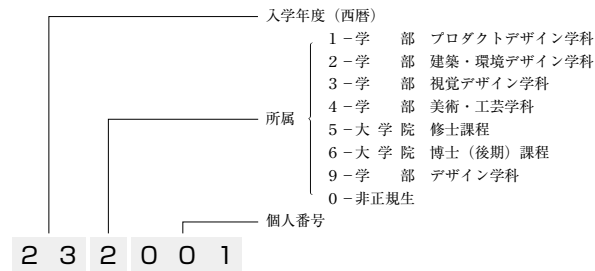 入学年度（西暦）
1－学　　部　プロダクトデザイン学科
2－学　　部　建築・環境デザイン学科
3－学　　部　視覚デザイン学科
4－学　　部　美術・工芸学科
所属
5－大 学 院　修士課程
6－大 学 院　博士（後期）課程
9－学　　部　デザイン学科
0－非正規生
個人番号
2 3 2 0 0 1